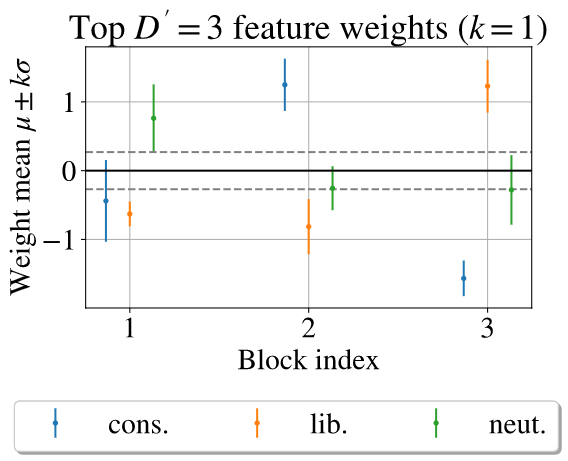 Top D′ = 3 feature weights (k = 1)
Weight mean μ ± kσ
1
0
−1
1
2
3
Block index
cons.
lib.
neut.